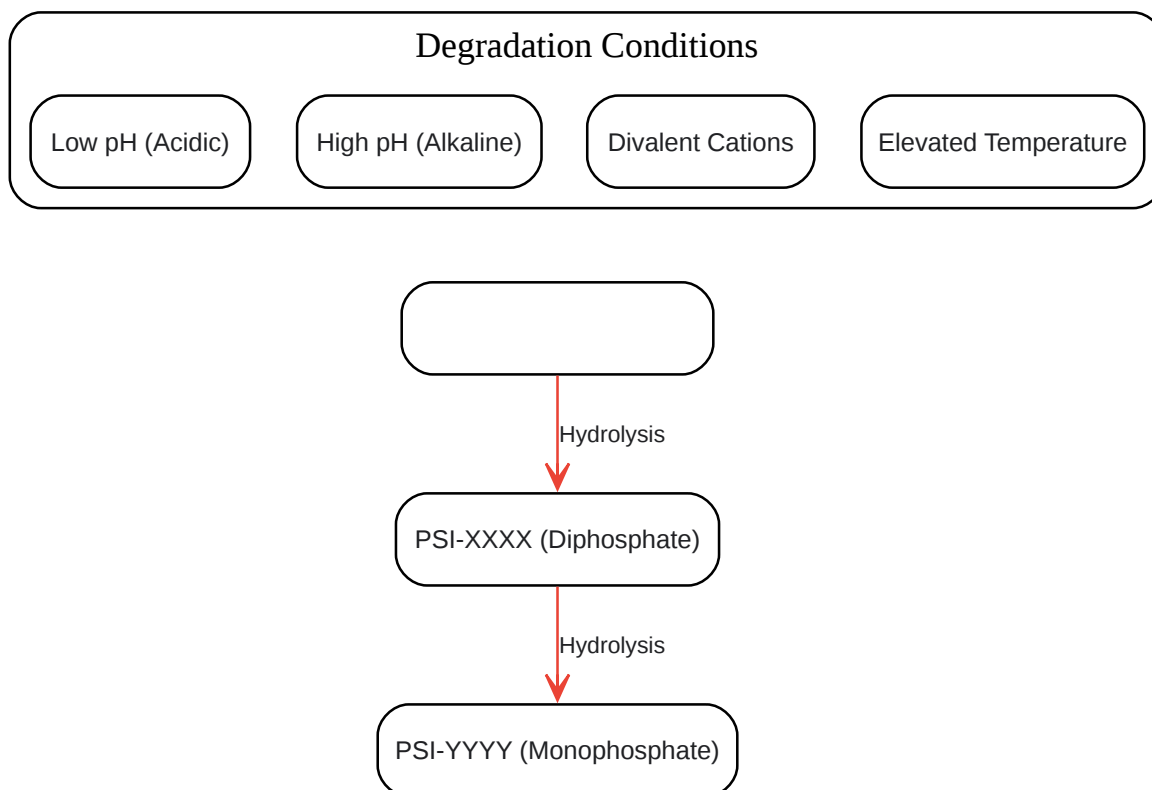 Degradation Conditions
Low pH (Acidic)
High pH (Alkaline)
Divalent Cations
Elevated Temperature
Hydrolysis
PSI-XXXX (Diphosphate)
Hydrolysis
PSI-YYYY (Monophosphate)